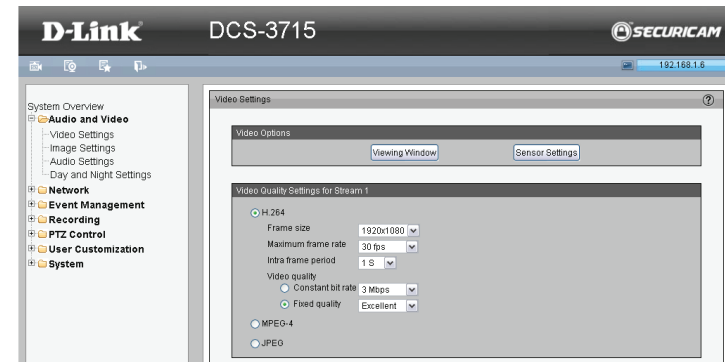 D-Link
DCS-3715
SECURICAM
192.168.1.6
System Overview
Audio and Video
Video Settings
Image Settings
Audio Settings
Day and Night Settings
Network
Event Management
Recording
PTZ Control
User Customization
System
Video Settings
?
Video Options
Viewing Window
Sensor Settings
Video Quality Settings for Stream 1
H.264
Frame size 1920x1080
Maximum frame rate 30 fps
Intra frame period 1 S
Video quality
Constant bit rate 3 Mbps
Fixed quality Excellent
MPEG-4
JPEG